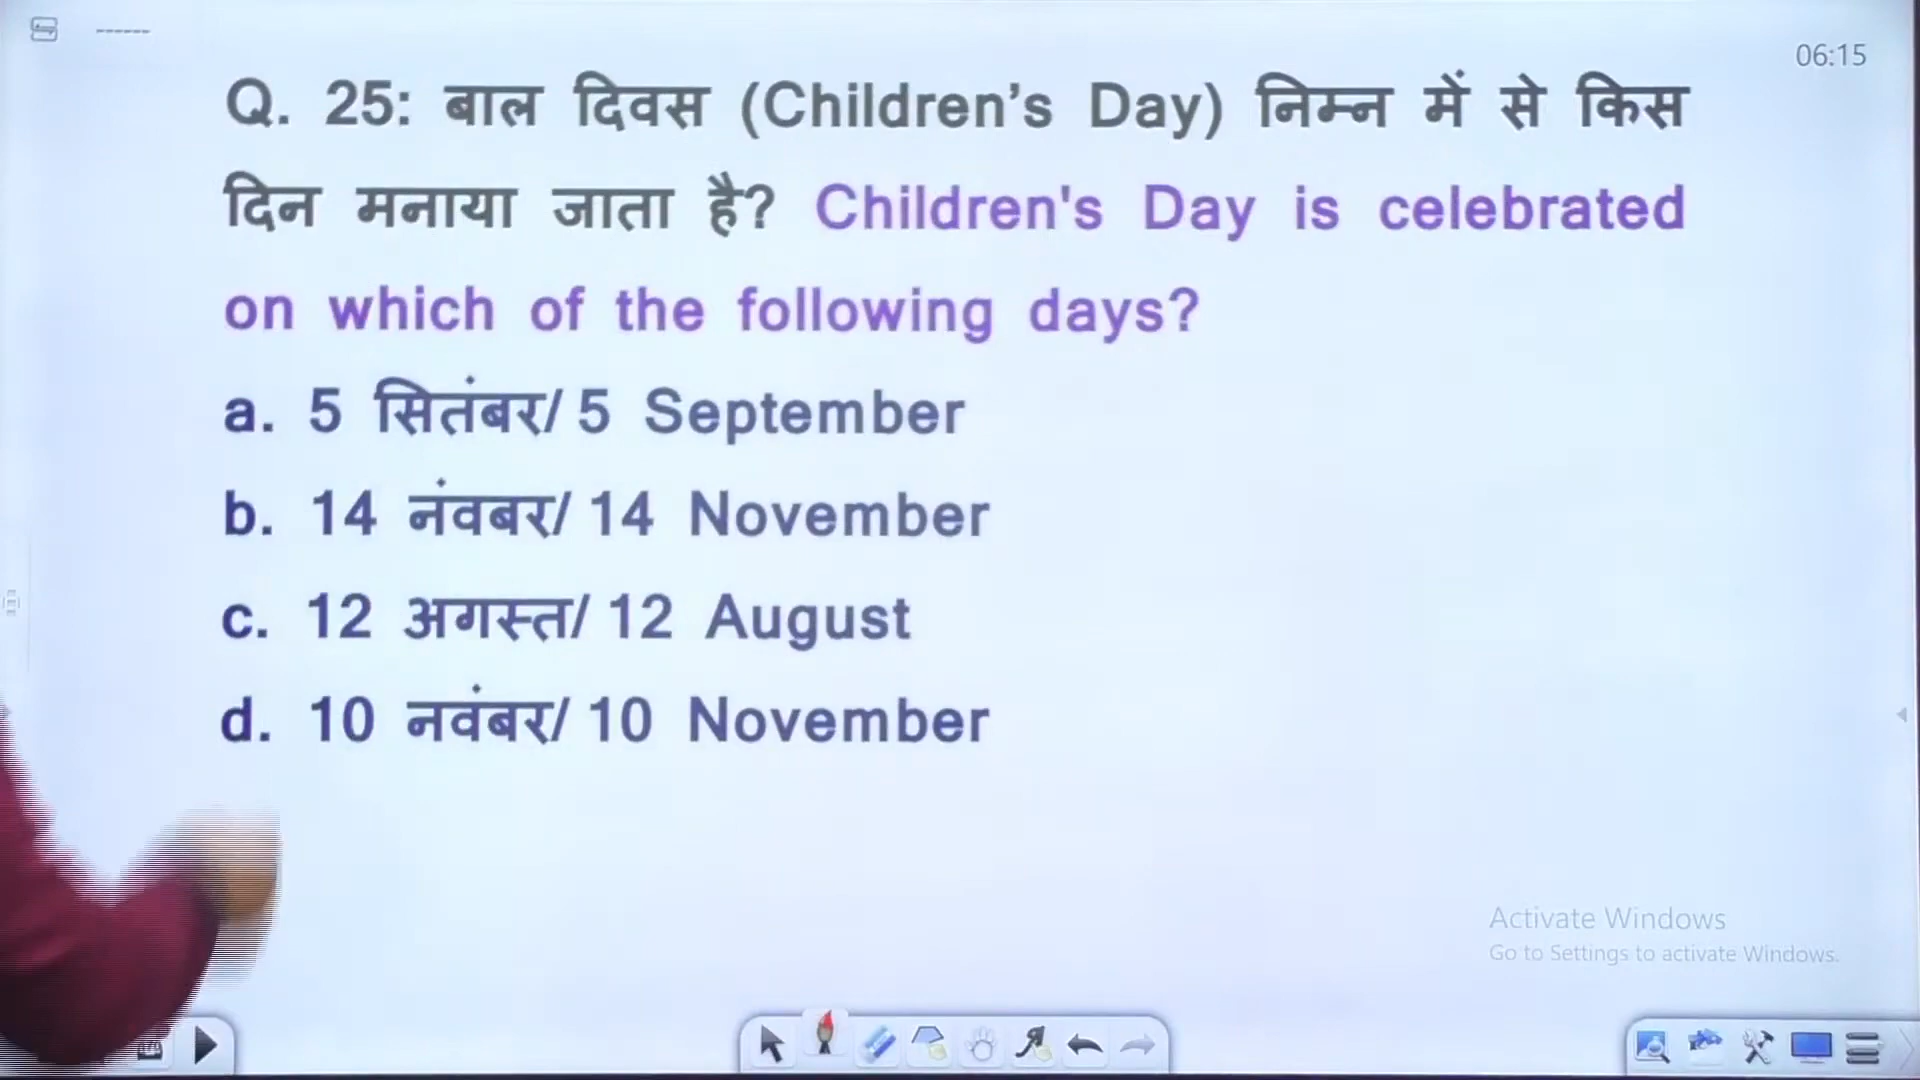 06:15
Q. 25: बाल दिवस (Children’s Day) निम्न में से किस
दिन मनाया जाता है? Children's Day is celebrated
on which of the following days?
a. 5 सितंबर/ 5 September
b. 14 नंवबर/ 14 November
c. 12 अगस्त/ 12 August
d. 10 नवंबर/ 10 November
Activate Windows
Go to Settings to activate Windows.